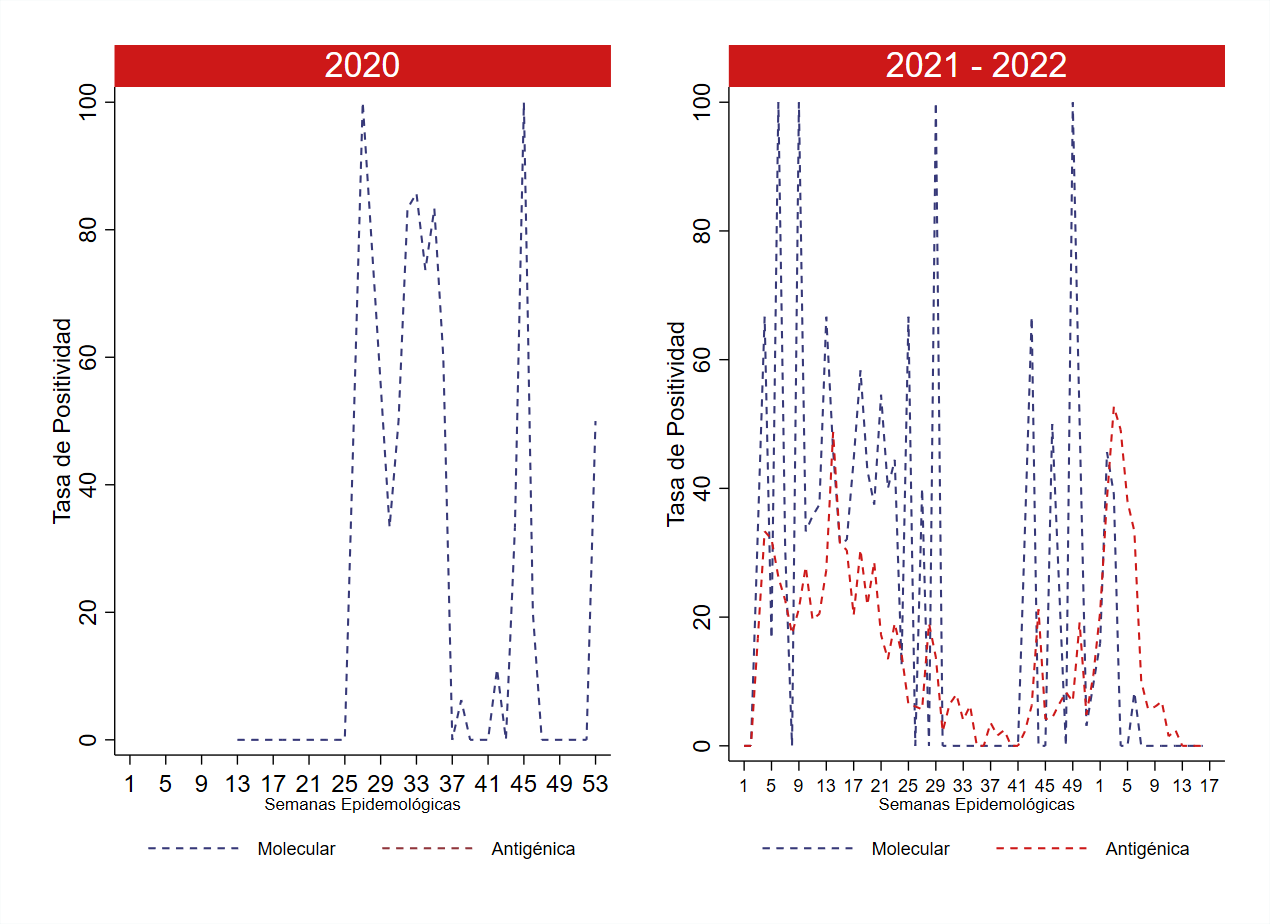 2020
Tasa de Positividad
100
80
60
40
20
0
1 5 9 13 17 21 25 29 33 37 41 45 49 53
Semanas Epidemológicas
Molecular Antigénica
2021 - 2022
Tasa de Positividad
100
80
60
40
20
0
1 5 9 13 17 21 25 29 33 37 41 45 49 1 5 9 13 17
Semanas Epidemológicas
Molecular Antigénica